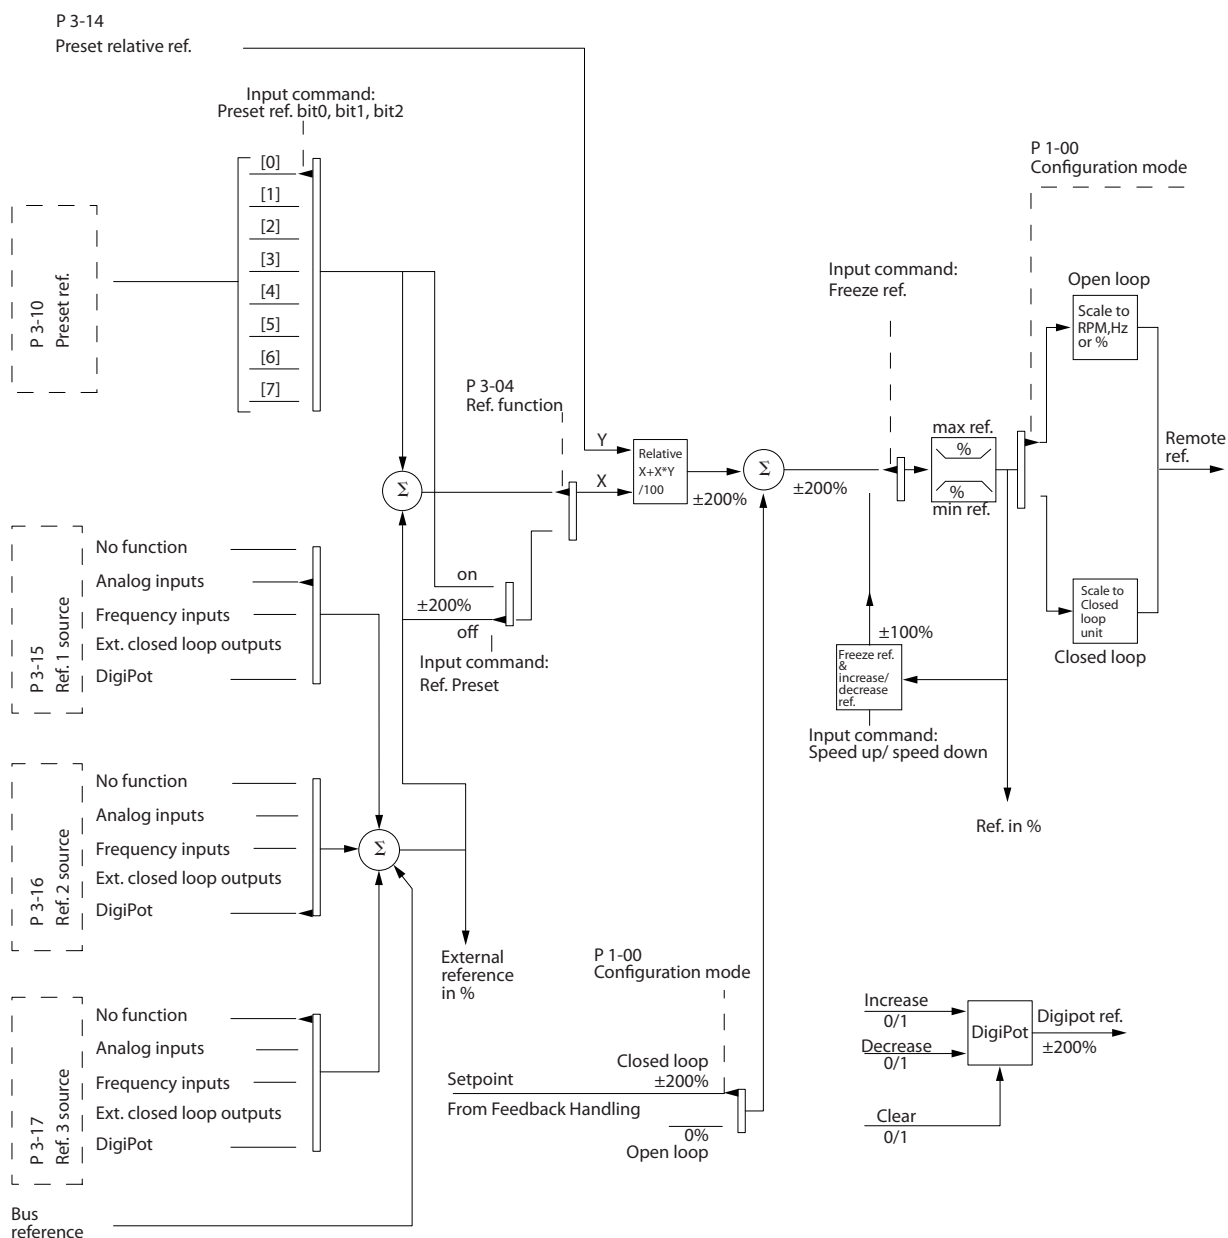 P 3-14
Preset relative ref.
Input command:
Preset ref. bit0, bit1, bit2
[0]
[1]
[2]
[3]
[4]
[5]
[6]
[7]
P 3-10
Preset ref.
P 1-00
Configuration mode
Input command:
Freeze ref.
Open loop
Scale to
RPM,Hz
or %
P 3-04
Ref. function
Y
X
Relative
X+X*Y
/100
±200%
Σ
±200%
max ref.
%
%
min ref.
Remote
ref.
Σ
on
±200%
off
Input command:
Ref. Preset
Scale to
Closed
loop
unit
Closed loop
±100%
Freeze ref.
&
increase/
decrease
ref.
Input command:
Speed up/ speed down
Ref. in %
P 3-15
Ref. 1 source
No function
Analog inputs
Frequency inputs
Ext. closed loop outputs
DigiPot
P 3-16
Ref. 2 source
No function
Analog inputs
Frequency inputs
Ext. closed loop outputs
DigiPot
Σ
External
reference
in %
P 3-17
Ref. 3 source
No function
Analog inputs
Frequency inputs
Ext. closed loop outputs
DigiPot
Bus
reference
P 1-00
Configuration mode
Closed loop
±200%
Setpoint
From Feedback Handling
0%
Open loop
Increase
0/1
Decrease
0/1
Clear
0/1
DigiPot
Digipot ref.
±200%